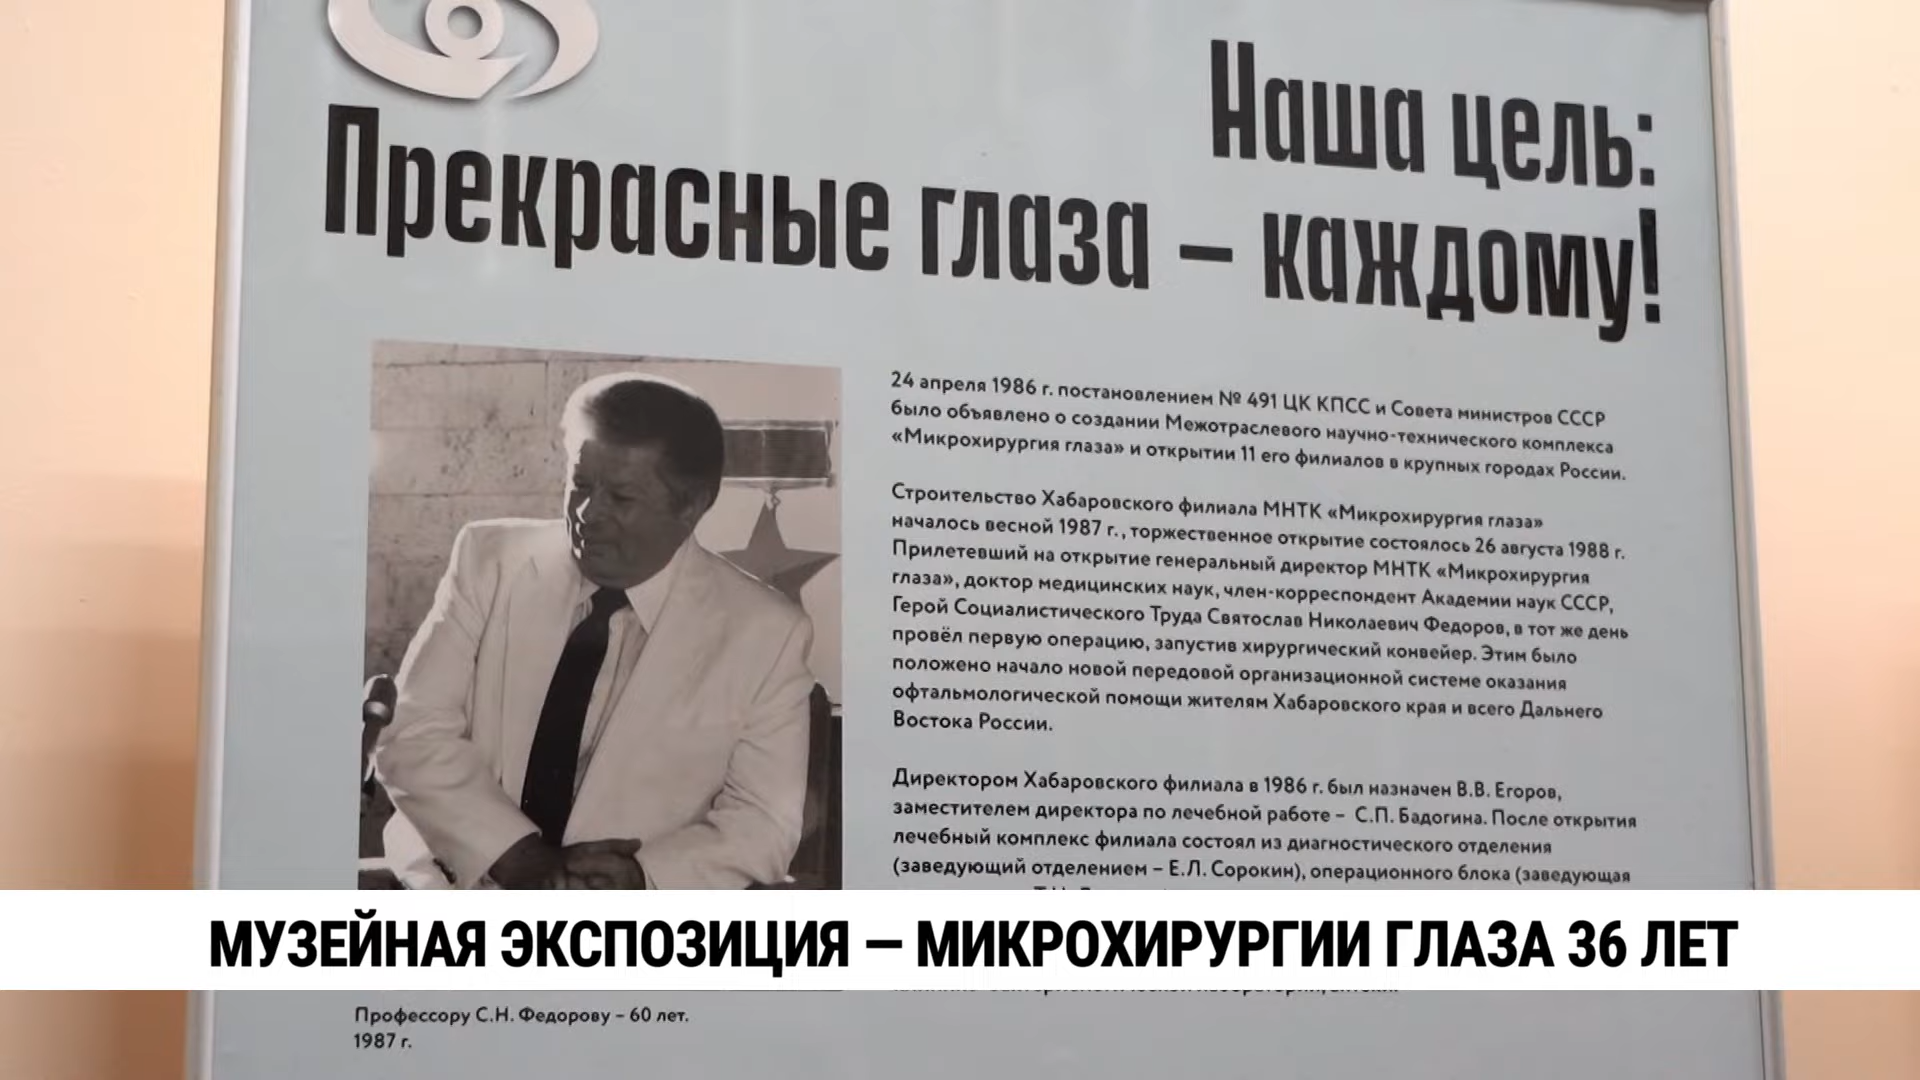 Наша цель:
Прекрасные глаза – каждому!
24 апреля 1986 г. постановлением № 491 ЦК КПСС и Совета министров СССР
было объявлено о создании Межотраслевого научно-технического комплекса
«Микрохирургия глаза» и открытии 11 его филиалов в крупных городах России.
Строительство Хабаровского филиала МНТК «Микрохирургия глаза»
началось весной 1987 г., торжественное открытие состоялось 26 августа 1988 г.
Прилетевший на открытие генеральный директор МНТК «Микрохирургия
глаза», доктор медицинских наук, член-корреспондент Академии наук СССР,
Герой Социалистического Труда Святослав Николаевич Федоров, в тот же день
провёл первую операцию, запустив хирургический конвейер. Этим было
положено начало новой передовой организационной системе оказания
офтальмологической помощи жителям Хабаровского края и всего Дальнего
Востока России.
Директором Хабаровского филиала в 1986 г. был назначен В.В. Егоров,
заместителем директора по лечебной работе – С.П. Бадогина. После открытия
лечебный комплекс филиала состоял из диагностического отделения
(заведующий отделением – Е.Л. Сорокин), операционного блока (заведующая
МУЗЕЙНАЯ ЭКСПОЗИЦИЯ — МИКРОХИРУРГИИ ГЛАЗА 36 ЛЕТ
Профессору С.Н. Федорову – 60 лет.
1987 г.